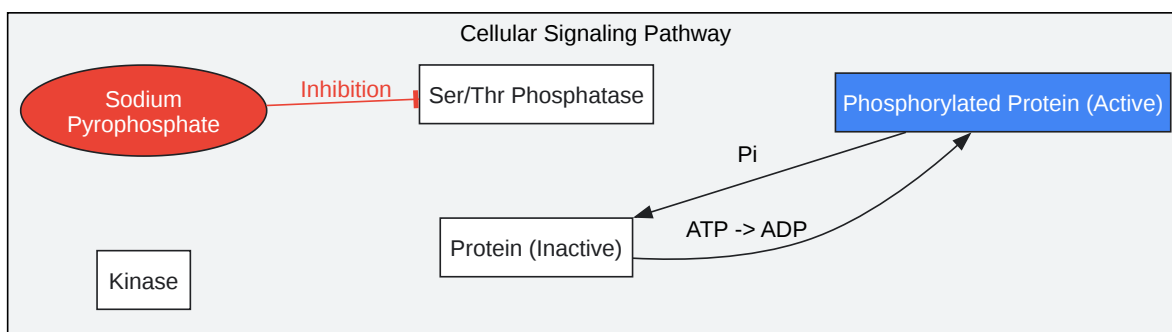 Cellular Signaling Pathway
Sodium
Pyrophosphate
Inhibition
Ser/Thr Phosphatase
Phosphorylated Protein (Active)
Pi
ATP -> ADP
Protein (Inactive)
Kinase